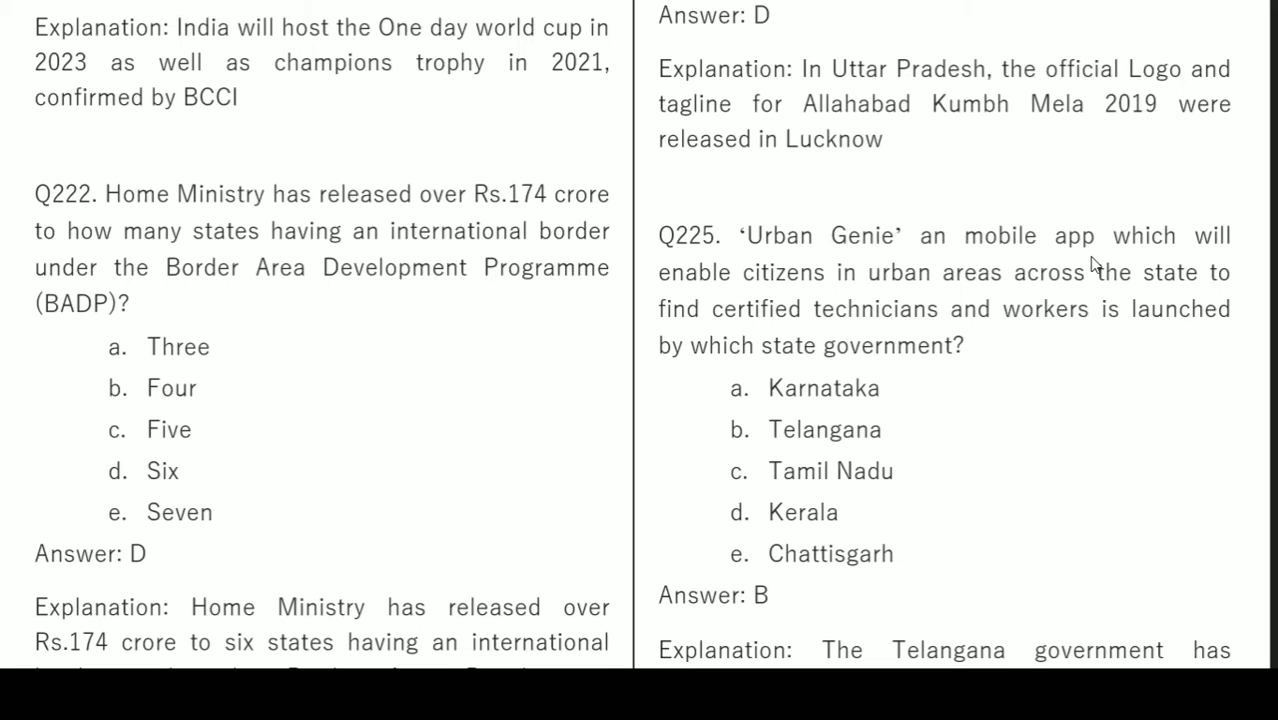 Explanation: India will host the One day world cup in
2023 as well as champions trophy in 2021,
confirmed by BCCI
Q222. Home Ministry has released over Rs.174 crore
to how many states having an international border
under the Border Area Development Programme
(BADP)?
a. Three
b. Four
c. Five
d. Six
e. Seven
Answer: D
Explanation: Home Ministry has released over
Rs.174 crore to six states having an international
Answer: D
Explanation: In Uttar Pradesh, the official Logo and
tagline for Allahabad Kumbh Mela 2019 were
released in Lucknow
Q225. ‘Urban Genie’ an mobile app which will
enable citizens in urban areas across the state to
find certified technicians and workers is launched
by which state government?
a. Karnataka
b. Telangana
c. Tamil Nadu
d. Kerala
e. Chattisgarh
Answer: B
Explanation: The Telangana government has